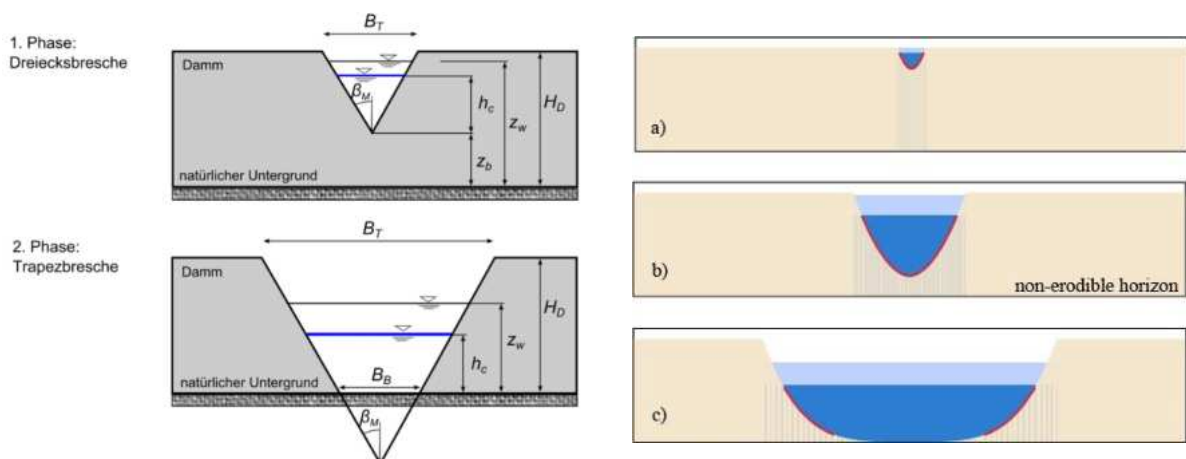 1. Phase:
Dreiecksbresche
B_T
Damm
β_M
h_c
z_w
H_D
z_b
natürlicher Untergrund
2. Phase:
Trapezbresche
B_T
Damm
H_D
z_w
h_c
B_B
natürlicher Untergrund
β_M
a)
b)
non-erodible horizon
c)